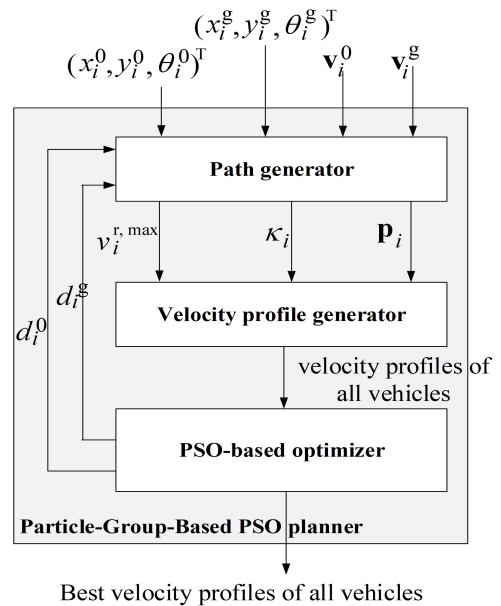 (x_i^g, y_i^g, θ_i^g)^T
(x_i^0, y_i^0, θ_i^0)^T
v_i^0
v_i^g
Path generator
v_i^{r, max}
κ_i
p_i
d_i^g
d_i^0
Velocity profile generator
velocity profiles of
all vehicles
PSO-based optimizer
Particle-Group-Based PSO planner
Best velocity profiles of all vehicles